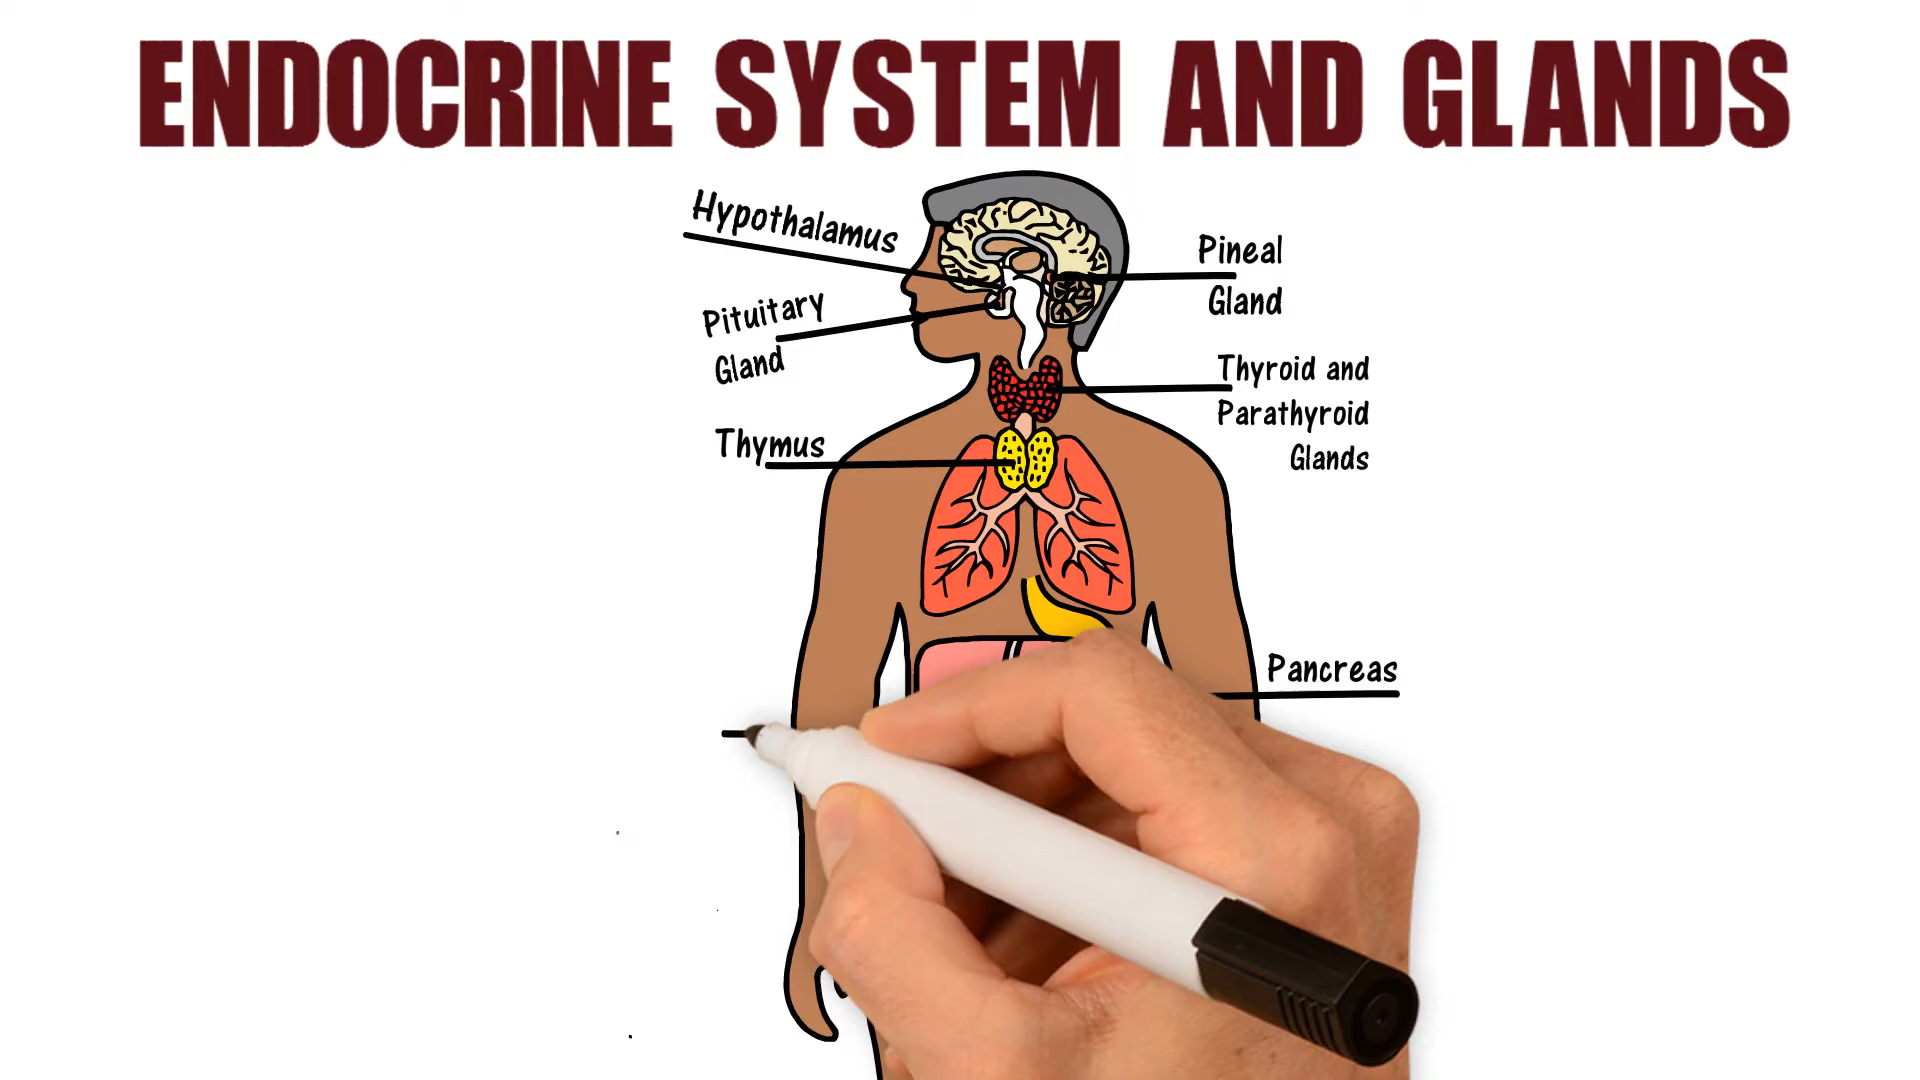 ENDOCRINE SYSTEM AND GLANDS
Hypothalamus
Pituitary
Gland
Thymus
Pineal
Gland
Thyroid and
Parathyroid
Glands
Pancreas